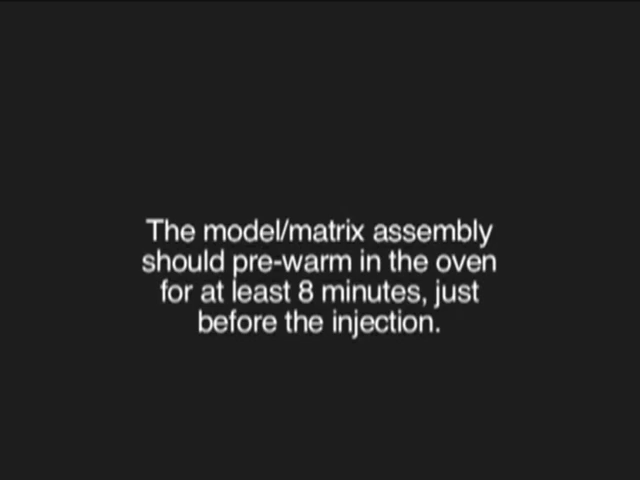 The model/matrix assembly
should pre-warm in the oven
for at least 8 minutes, just
before the injection.